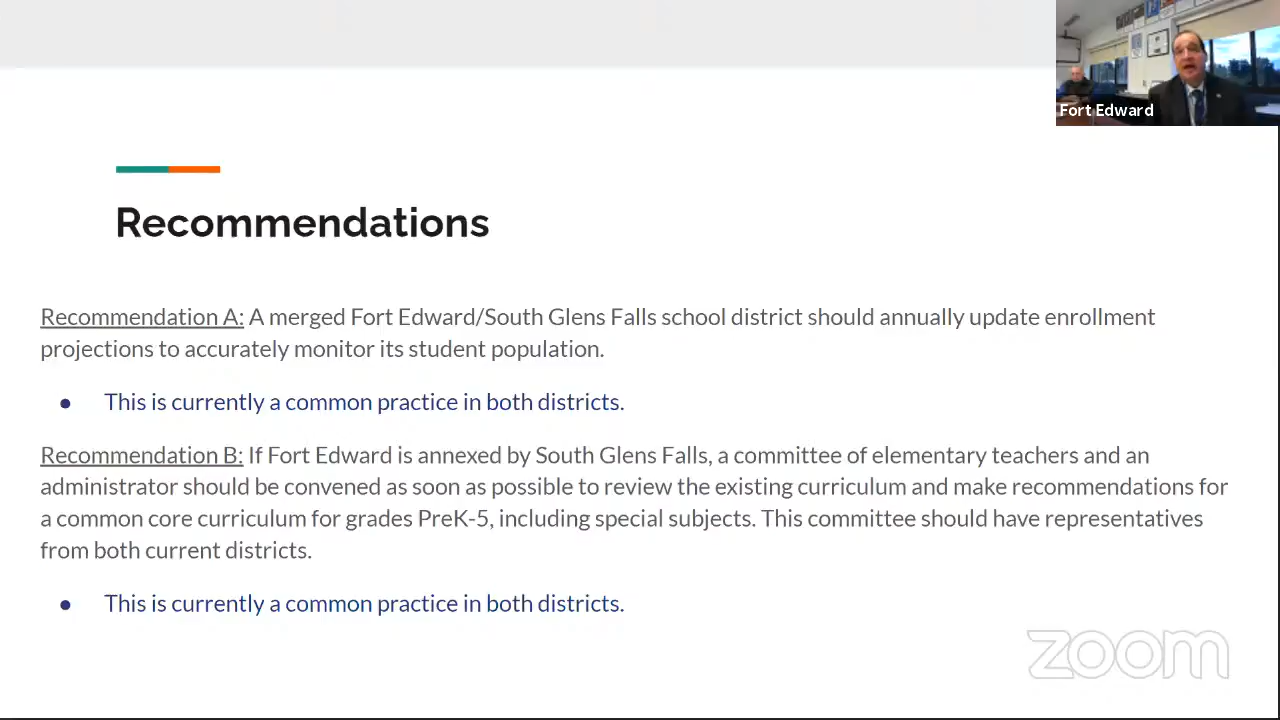 Fort Edward
Recommendations
Recommendation A: A merged Fort Edward/South Glens Falls school district should annually update enrollment
projections to accurately monitor its student population.
● This is currently a common practice in both districts.
Recommendation B: If Fort Edward is annexed by South Glens Falls, a committee of elementary teachers and an
administrator should be convened as soon as possible to review the existing curriculum and make recommendations for
a common core curriculum for grades PreK-5, including special subjects. This committee should have representatives
from both current districts.
● This is currently a common practice in both districts.
zoom